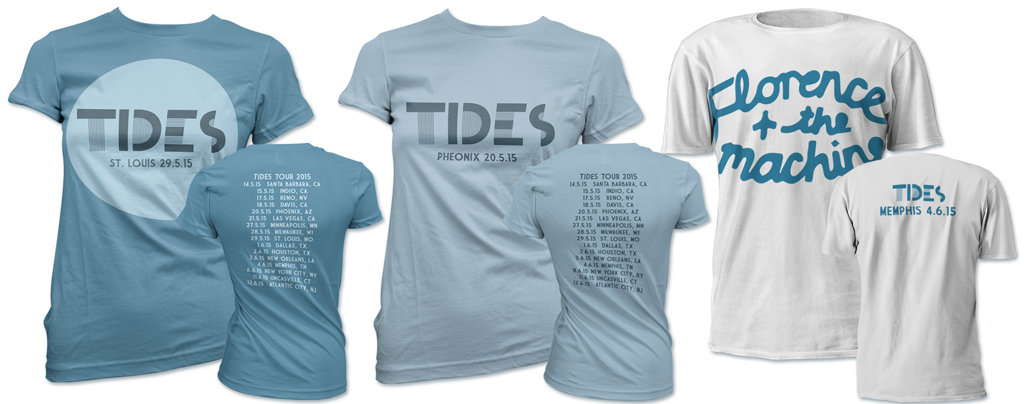 TIDES
ST. LOUIS 29.5.15
TIDES TOUR 2015
14.5.15 SANTA BARBARA, CA
15.5.15 INDIO, CA
17.5.15 RENO, NV
18.5.15 DAVIS, CA
20.5.15 PHOENIX, AZ
21.5.15 LAS VEGAS, CA
27.5.15 MINNEAPOLIS, MN
28.5.15 MILWAUKEE, WI
29.5.15 ST. LOUIS, MO
1.6.15 DALLAS, TX
2.6.15 HOUSTON, TX
3.6.15 NEW ORLEANS, LA
4.6.15 MEMPHIS, TN
8.6.15 NEW YORK CITY, NY
11.6.15 UNCASVILLE, CT
12.6.15 ATLANTIC CITY, NJ
TIDES
PHEONIX 20.5.15
TIDES TOUR 2015
14.5.15 SANTA BARBARA, CA
15.5.15 INDIO, CA
17.5.15 RENO, NV
18.5.15 DAVIS, CA
20.5.15 PHOENIX, AZ
21.5.15 LAS VEGAS, CA
27.5.15 MINNEAPOLIS, MN
28.5.15 MILWAUKEE, WI
29.5.15 ST. LOUIS, MO
1.6.15 DALLAS, TX
2.6.15 HOUSTON, TX
3.6.15 NEW ORLEANS, LA
4.6.15 MEMPHIS, TN
8.6.15 NEW YORK CITY, NY
11.6.15 UNCASVILLE, CT
12.6.15 ATLANTIC CITY, NJ
Florence
+ the
machine
TIDES
MEMPHIS 4.6.15